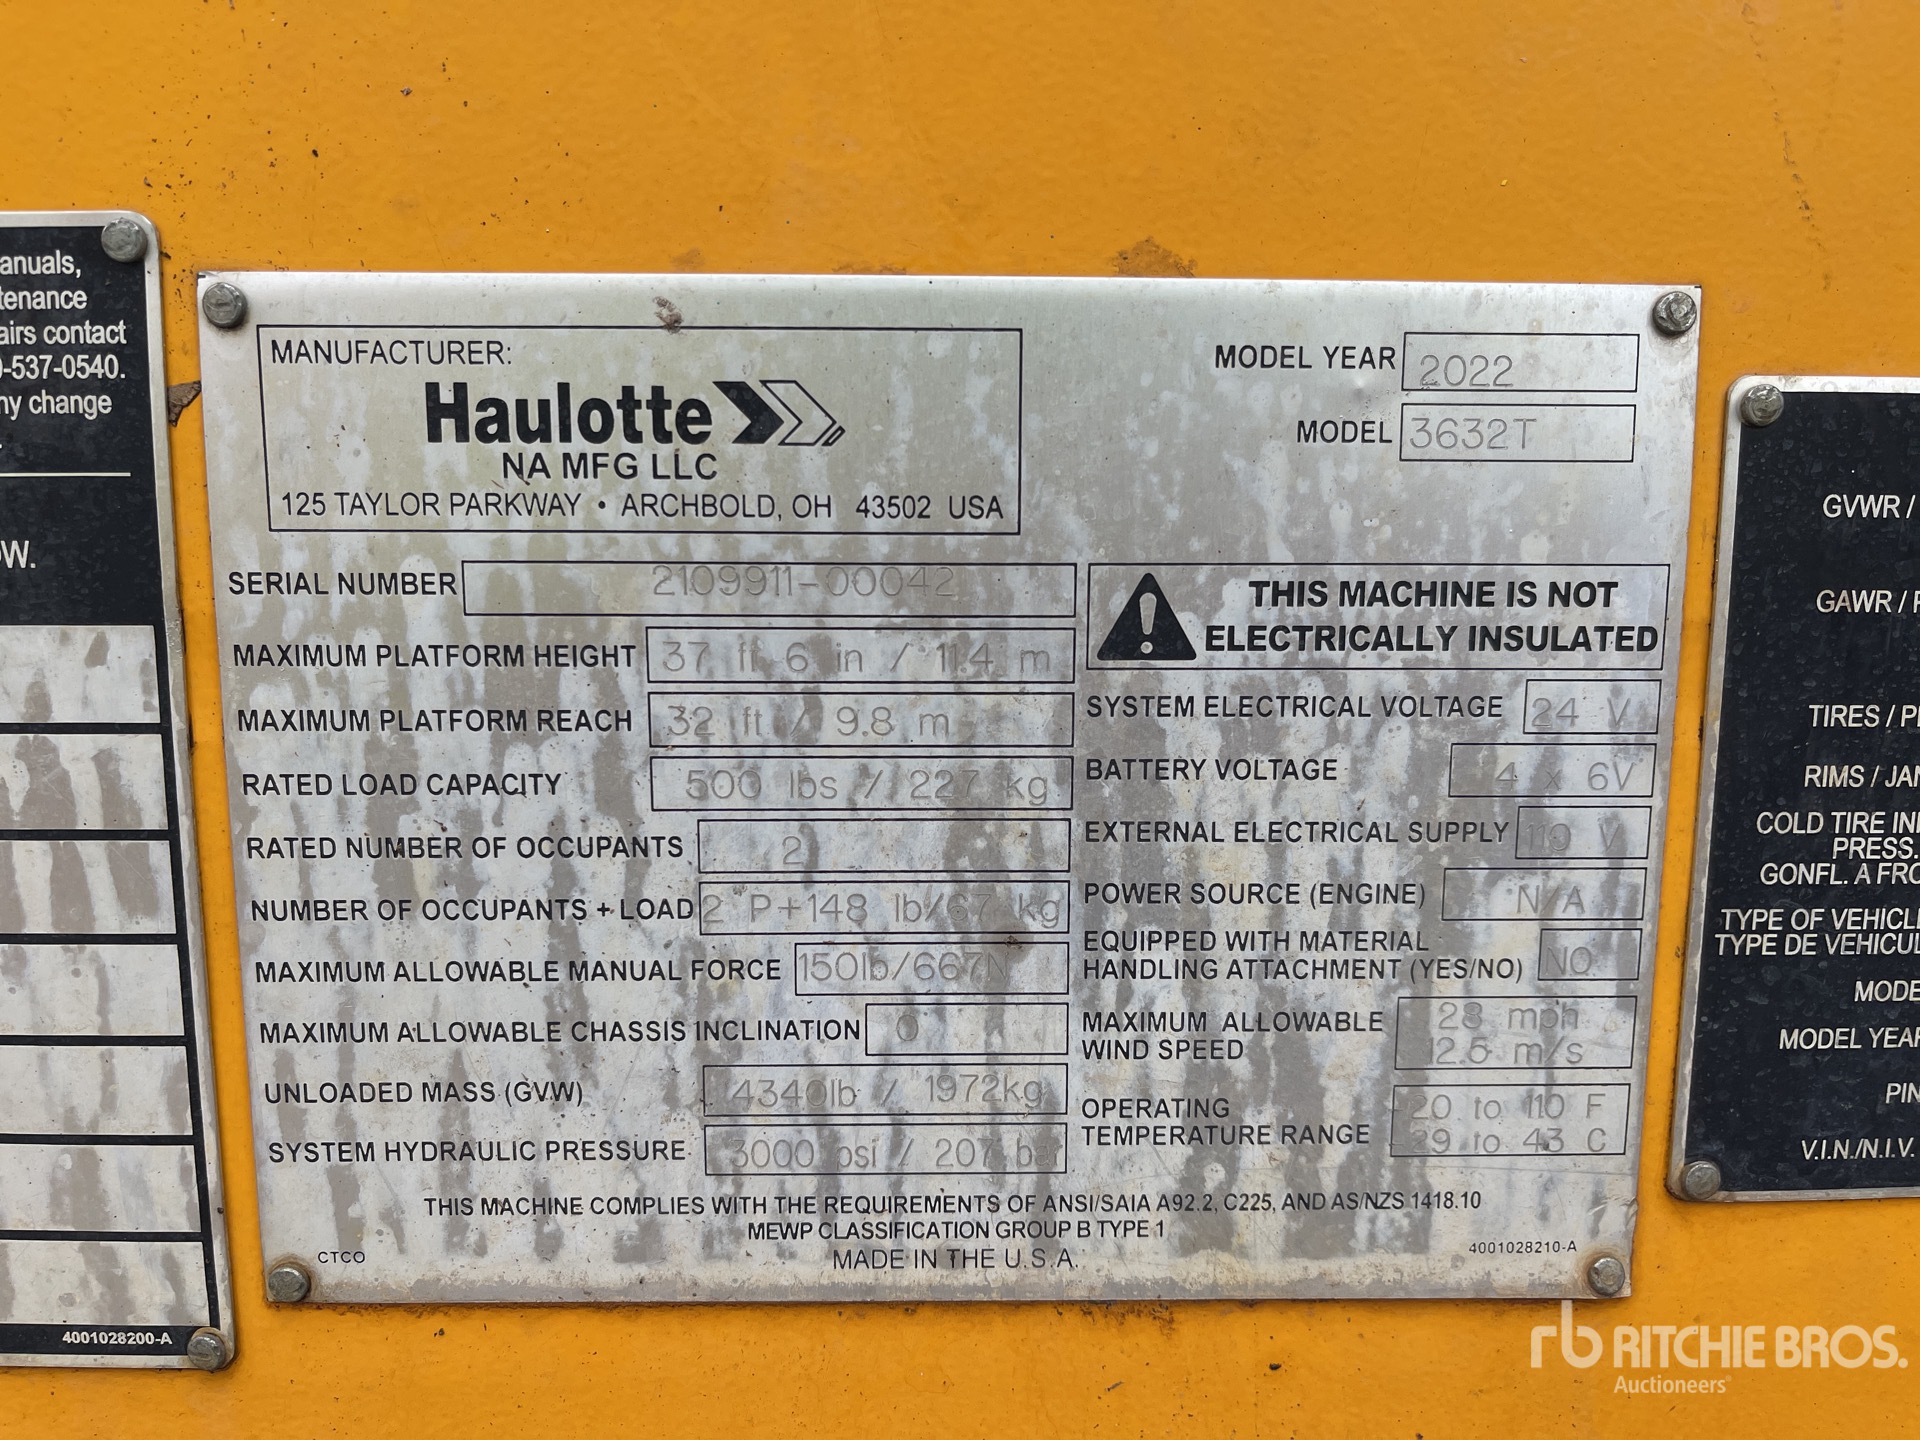 anuals,
tenance
airs contact
0-537-0540.
ny change
OW.
4001028200-A
MANUFACTURER:
Haulotte
NA MFG LLC
125 TAYLOR PARKWAY • ARCHBOLD, OH 43502 USA
MODEL YEAR 2022
MODEL 3632T
SERIAL NUMBER 2109911-00042
MAXIMUM PLATFORM HEIGHT 37 ft 6 in / 11.4 m
MAXIMUM PLATFORM REACH 32 ft / 9.8 m
RATED LOAD CAPACITY 500 lbs / 227 kg
RATED NUMBER OF OCCUPANTS 2
NUMBER OF OCCUPANTS + LOAD 2 P+148 lb/67 kg
MAXIMUM ALLOWABLE MANUAL FORCE 150lb/667N
MAXIMUM ALLOWABLE CHASSIS INCLINATION 0
UNLOADED MASS (GVW) 4340lb / 1972kg
SYSTEM HYDRAULIC PRESSURE 3000 psi / 207 bar
THIS MACHINE IS NOT
ELECTRICALLY INSULATED
SYSTEM ELECTRICAL VOLTAGE 24 V
BATTERY VOLTAGE 4 x 6V
EXTERNAL ELECTRICAL SUPPLY 110 V
POWER SOURCE (ENGINE) N/A
EQUIPPED WITH MATERIAL
HANDLING ATTACHMENT (YES/NO) NO
MAXIMUM ALLOWABLE 28 mph
WIND SPEED 12.5 m/s
OPERATING -20 to 110 F
TEMPERATURE RANGE -29 to 43 C
THIS MACHINE COMPLIES WITH THE REQUIREMENTS OF ANSI/SAIA A92.2, C225, AND AS/NZS 1418.10
MEWP CLASSIFICATION GROUP B TYPE 1
CTCO MADE IN THE U.S.A. 4001028210-A
GVWR /
GAWR / P
TIRES / P
RIMS / JAN
COLD TIRE IN
PRESS.
GONFL. A FRO
TYPE OF VEHICLE
TYPE DE VEHICUL
MODE
MODEL YEAR
PIN
V.I.N./N.I.V.
rb RITCHIE BROS.
Auctioneers